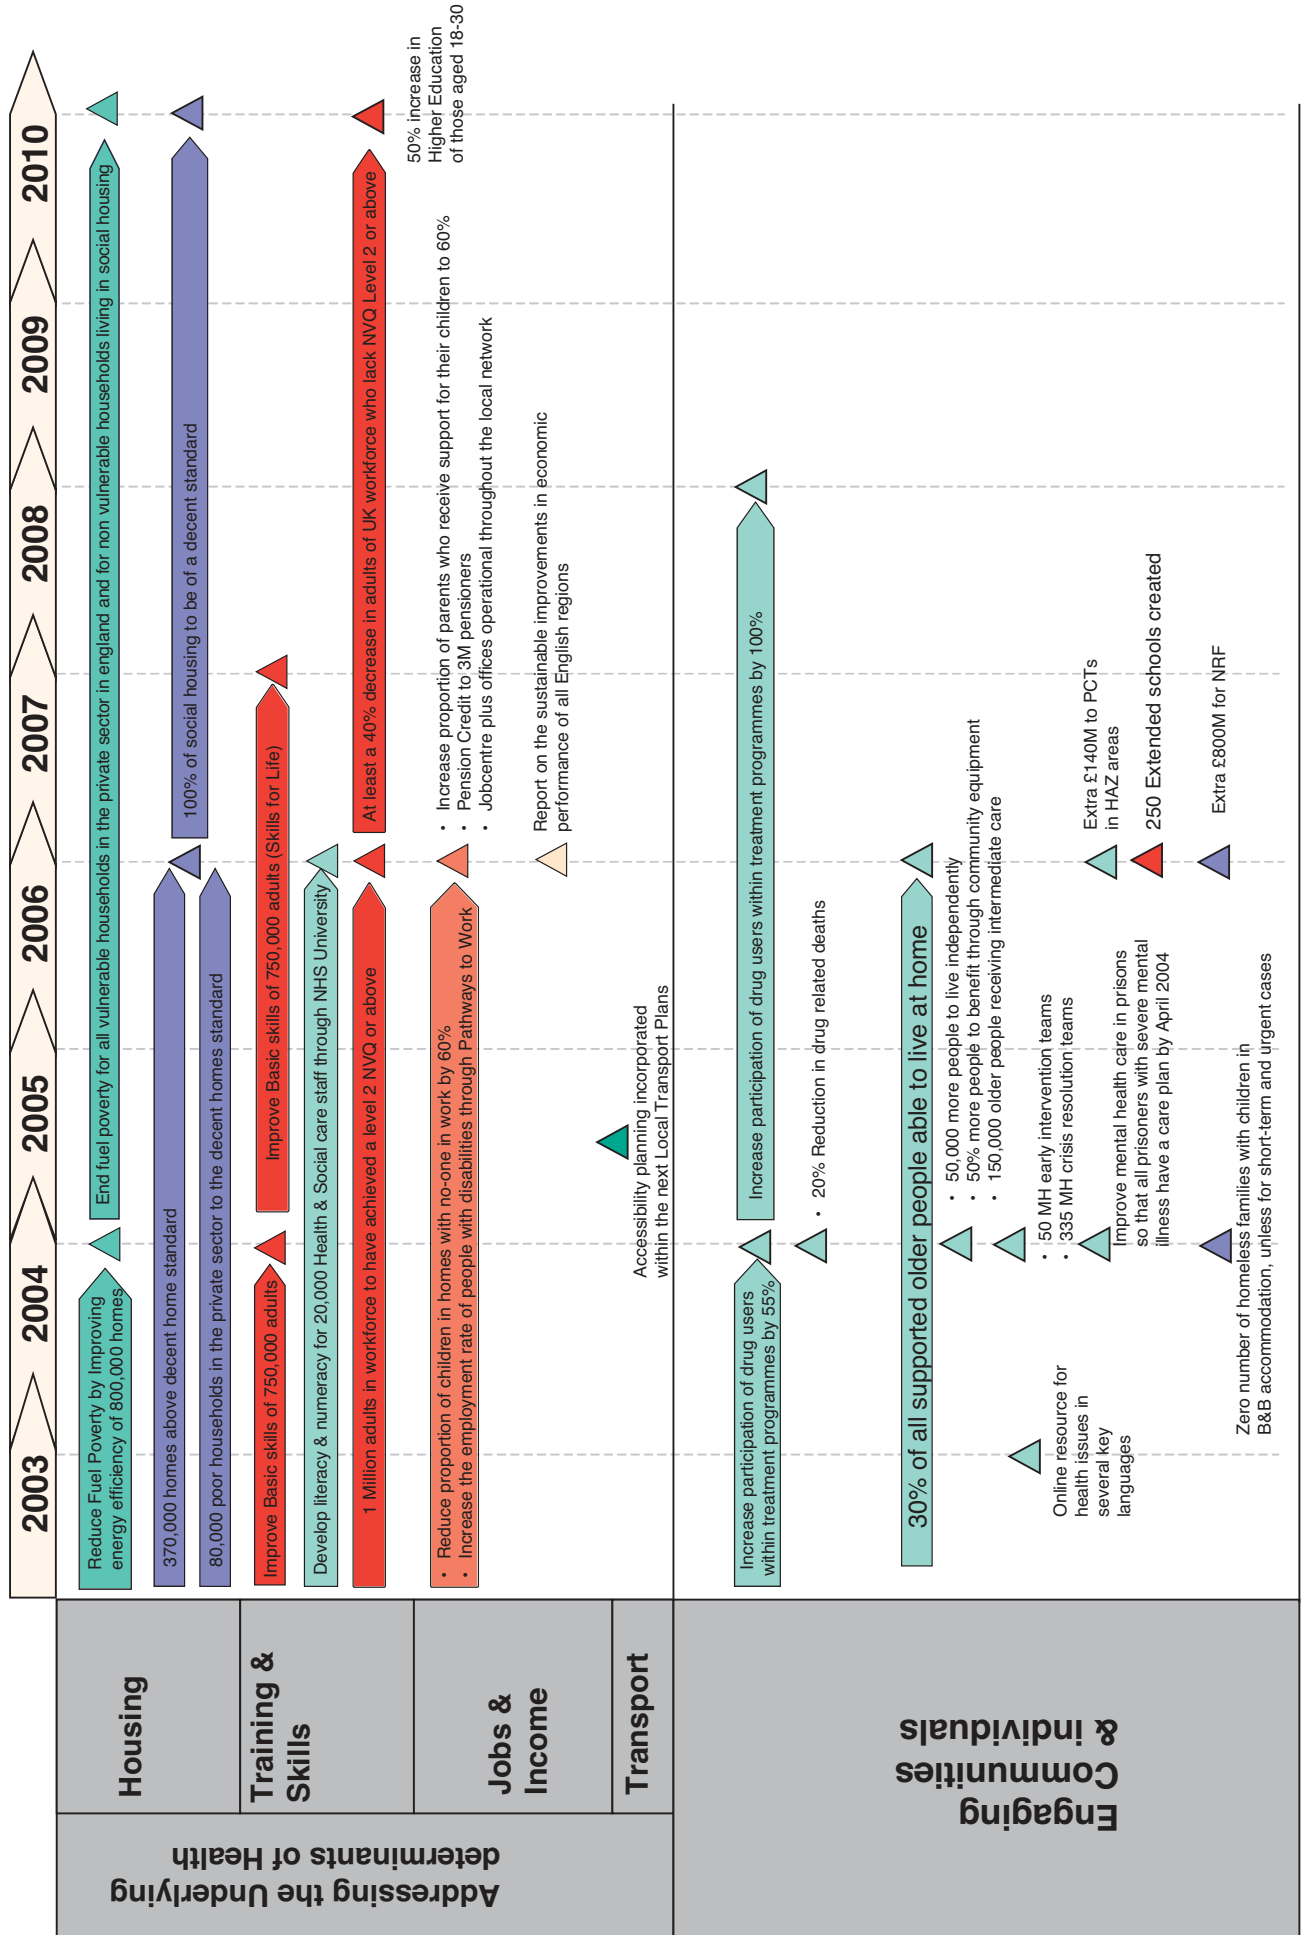 2003
2004
2005
2006
2007
2008
2009
2010
Addressing the Underlying
determinants of Health
Housing
Reduce Fuel Poverty by Improving
energy efficiency of 800,000 homes
End fuel poverty for all vulnerable households in the private sector in england and for non vulnerable households living in social housing
370,000 homes above decent home standard
100% of social housing to be of a decent standard
80,000 poor households in the private sector to the decent homes standard
Training &
Skills
Improve Basic skills of 750,000 adults
Improve Basic skills of 750,000 adults (Skills for Life)
Develop literacy & numeracy for 20,000 Health & Social care staff through NHS University
1 Million adults in workforce to have achieved a level 2 NVQ or above
At least a 40% decrease in adults of UK workforce who lack NVQ Level 2 or above
50% increase in
Higher Education
of those aged 18-30
Jobs &
Income
• Reduce proportion of children in homes with no-one in work by 60%
• Increase the employment rate of people with disabilities through Pathways to Work
• Increase proportion of parents who receive support for their children to 60%
• Pension Credit to 3M pensioners
• Jobcentre plus offices operational throughout the local network
Report on the sustainable improvements in economic
performance of all English regions
Transport
Accessiblity planning incorporated
within the next Local Transport Plans
Engaging
Communities
& individuals
Increase participation of drug users
within treatment programmes by 55%
Increase participation of drug users within treatment programmes by 100%
• 20% Reduction in drug related deaths
30% of all supported older people able to live at home
• 50,000 more people to live independently
• 50% more people to benefit through community equipment
• 150,000 older people receiving intermediate care
Online resource for
health issues in
several key
languages
• 50 MH early intervention teams
• 335 MH crisis resolution teams
Improve mental health care in prisons
so that all prisoners with severe mental
illness have a care plan by April 2004
Extra £140M to PCTs
in HAZ areas
250 Extended schools created
Zero number of homeless families with children in
B&B accommodation, unless for short-term and urgent cases
Extra £800M for NRF